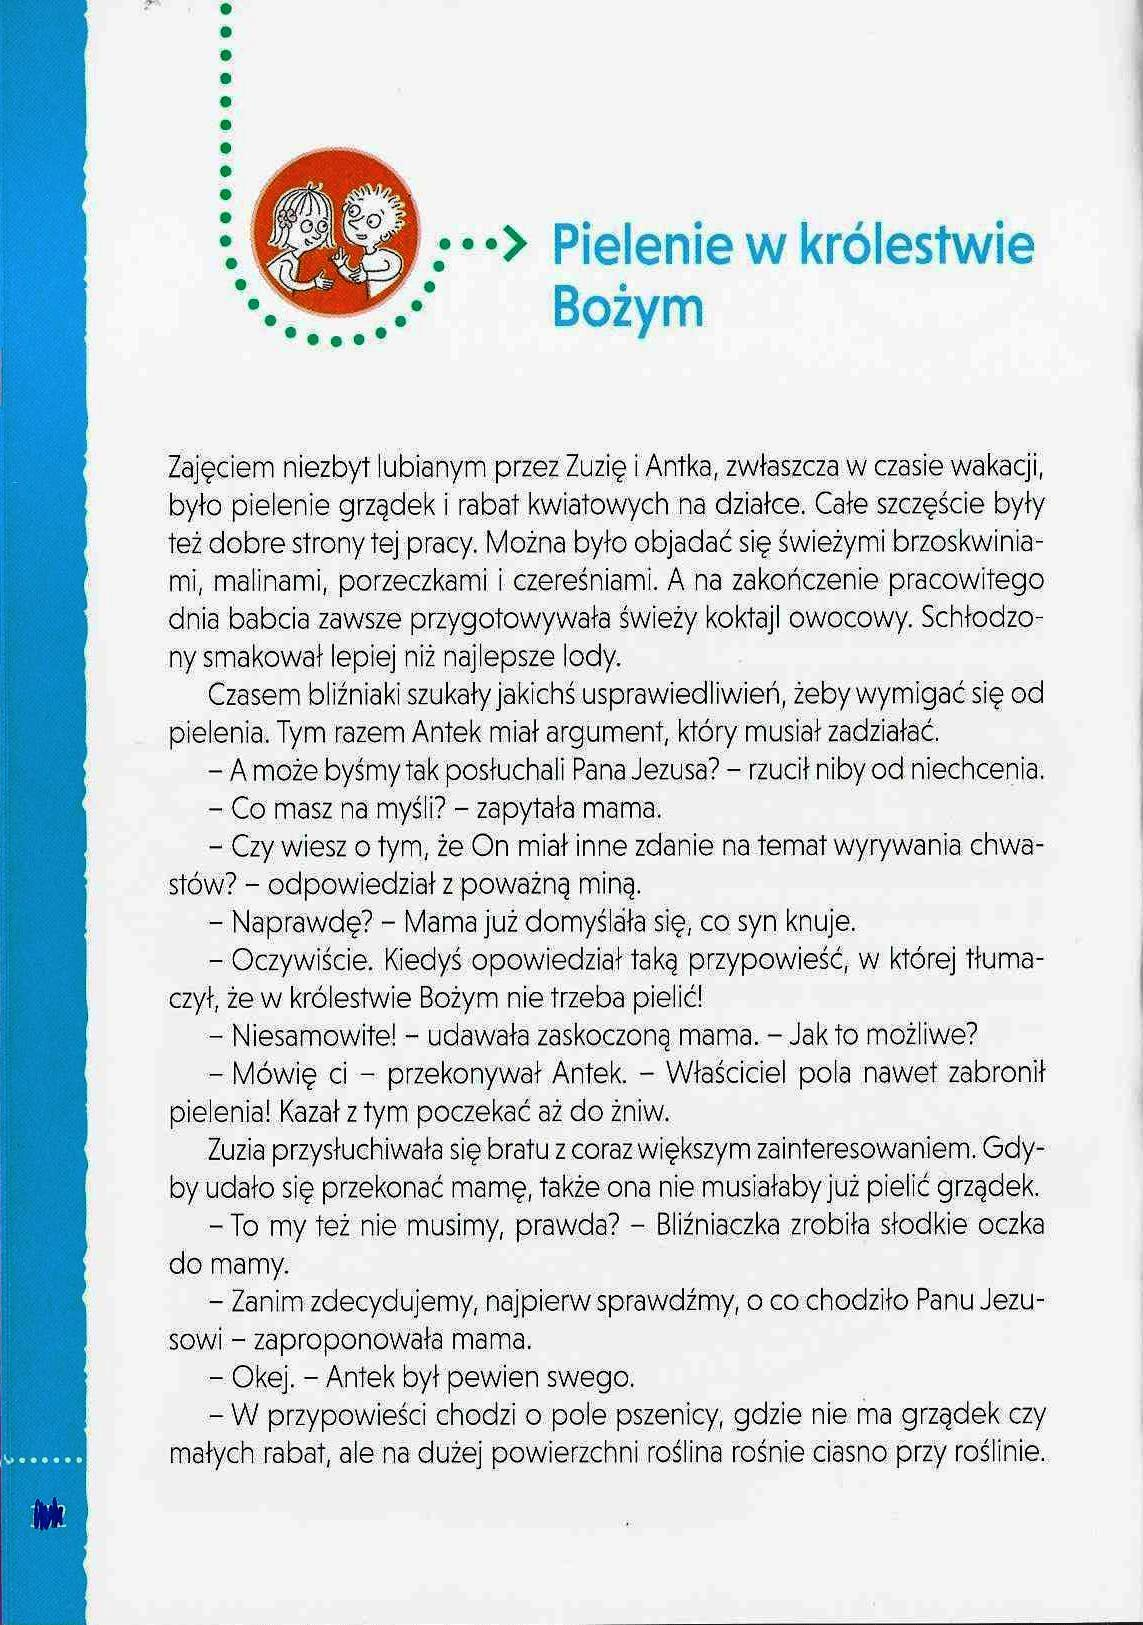 Pielenie w królestwie
Bożym
Zajęciem niezbyt lubianym przez Zuzię i Antka, zwłaszcza w czasie wakacji,
było pielenie grządek i rabat kwiatowych na działce. Całe szczęście były
też dobre strony tej pracy. Można było objadać się świeżymi brzoskwinia-
mi, malinami, porzeczkami i czereśniami. A na zakończenie pracowitego
dnia babcia zawsze przygotowywała świeży koktajl owocowy. Schłodzo-
ny smakował lepiej niż najlepsze lody.
Czasem bliźniaki szukały jakichś usprawiedliwień, żeby wymigać się od
pielenia. Tym razem Antek miał argument, który musiał zadziałać.
– A może byśmy tak posłuchali Pana Jezusa? – rzucił niby od niechcenia.
– Co masz na myśli? – zapytała mama.
– Czy wiesz o tym, że On miał inne zdanie na temat wyrywania chwa-
stów? – odpowiedział z poważną miną.
– Naprawdę? – Mama już domyślała się, co syn knuje.
– Oczywiście. Kiedyś opowiedział taką przypowieść, w której tłuma-
czył, że w królestwie Bożym nie trzeba pielić!
– Niesamowite! – udawała zaskoczoną mama. – Jak to możliwe?
– Mówię ci – przekonywał Antek. – Właściciel pola nawet zabronił
pielenia! Kazał z tym poczekać aż do żniw.
Zuzia przysłuchiwała się bratu z coraz większym zainteresowaniem. Gdy-
by udało się przekonać mamę, także ona nie musiałaby już pielić grządek.
– To my też nie musimy, prawda? – Bliźniaczka zrobiła słodkie oczka
do mamy.
– Zanim zdecydujemy, najpierw sprawdźmy, o co chodziło Panu Jezu-
sowi – zaproponowała mama.
– Okej. – Antek był pewien swego.
– W przypowieści chodzi o pole pszenicy, gdzie nie ma grządek czy
małych rabat, ale na dużej powierzchni roślina rośnie ciasno przy roślinie.